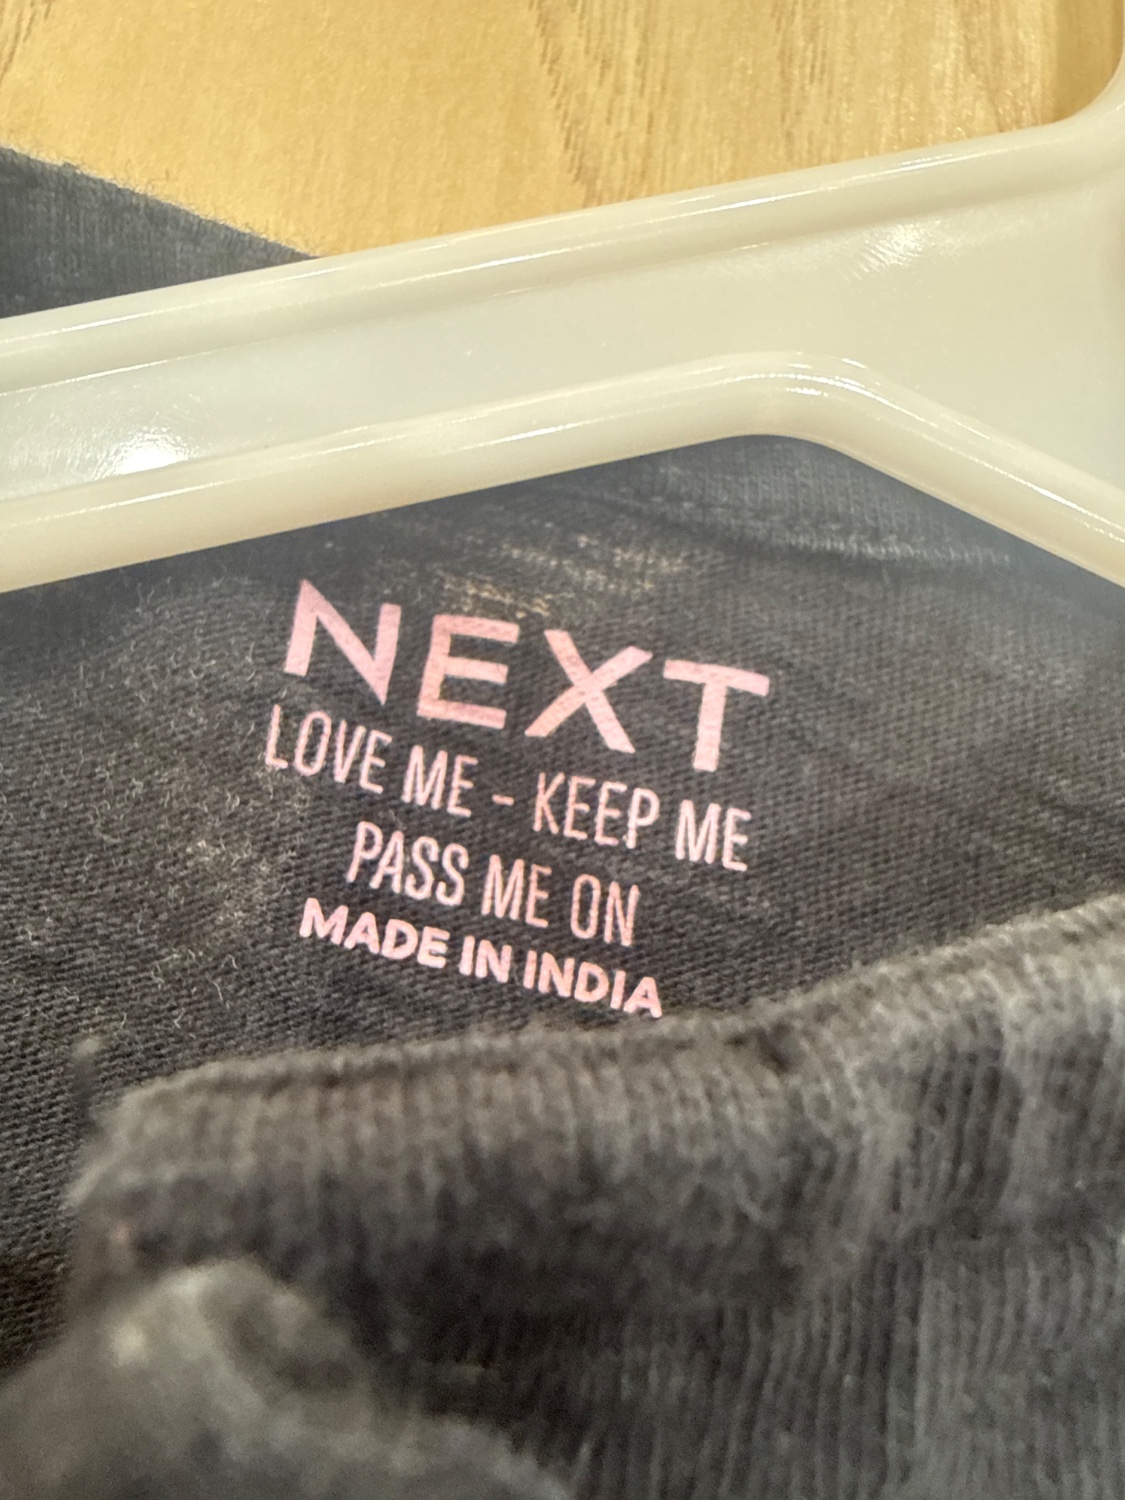 NEXT
LOVE ME - KEEP ME
PASS ME ON
MADE IN INDIA